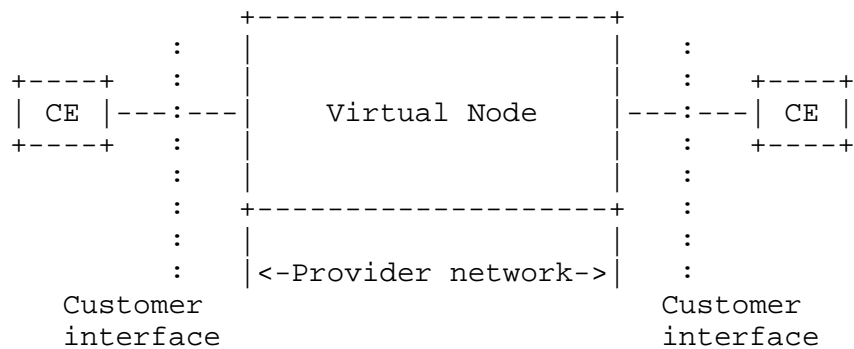 CE Virtual Node CE
<-Provider network->
Customer Customer
interface interface